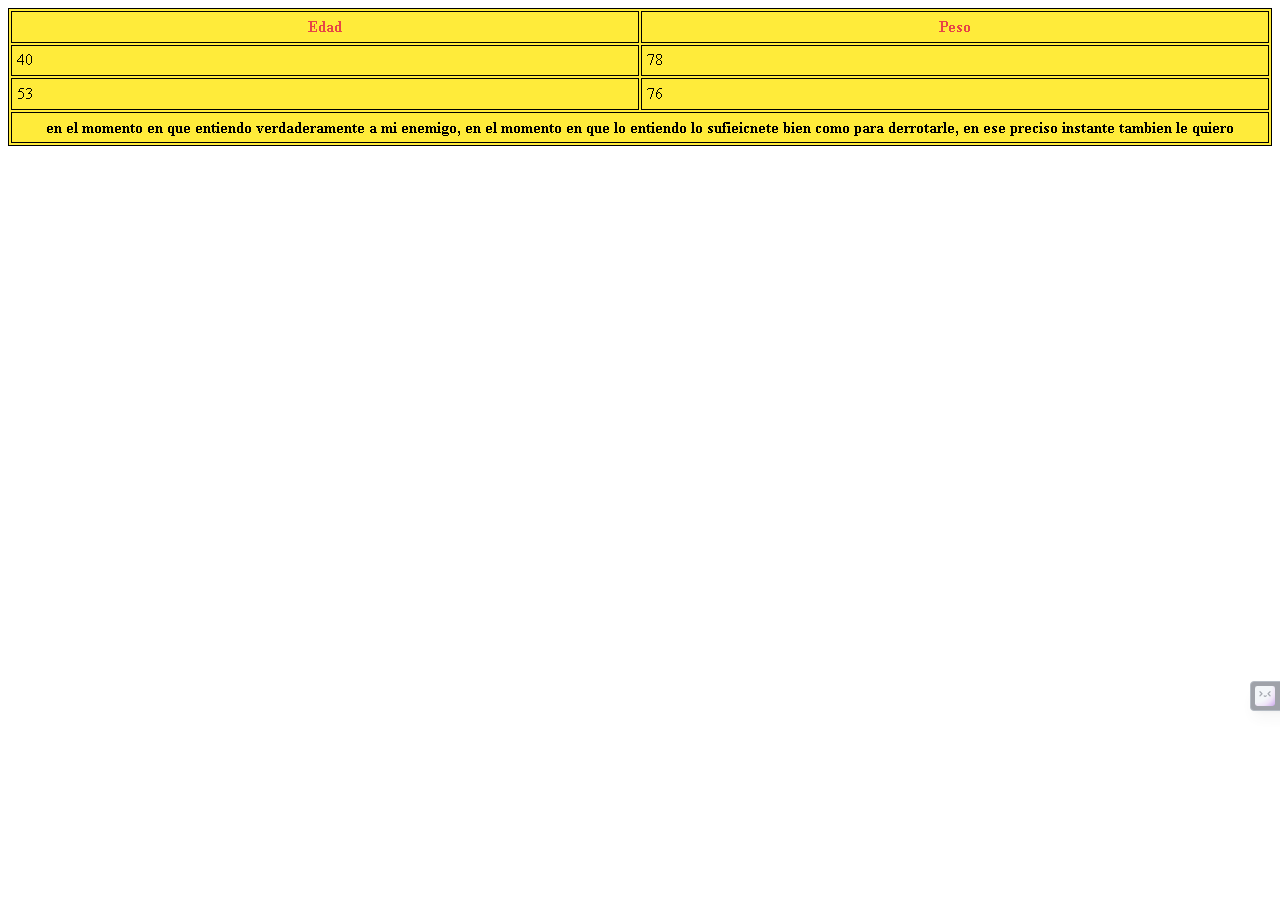 Edad Peso
40 78
53 76
en el momento en que entiendo verdaderamente a mi enemigo, en el momento en que lo entiendo lo sufieicnete bien como para derrotarle, en ese preciso instante tambien le quiero